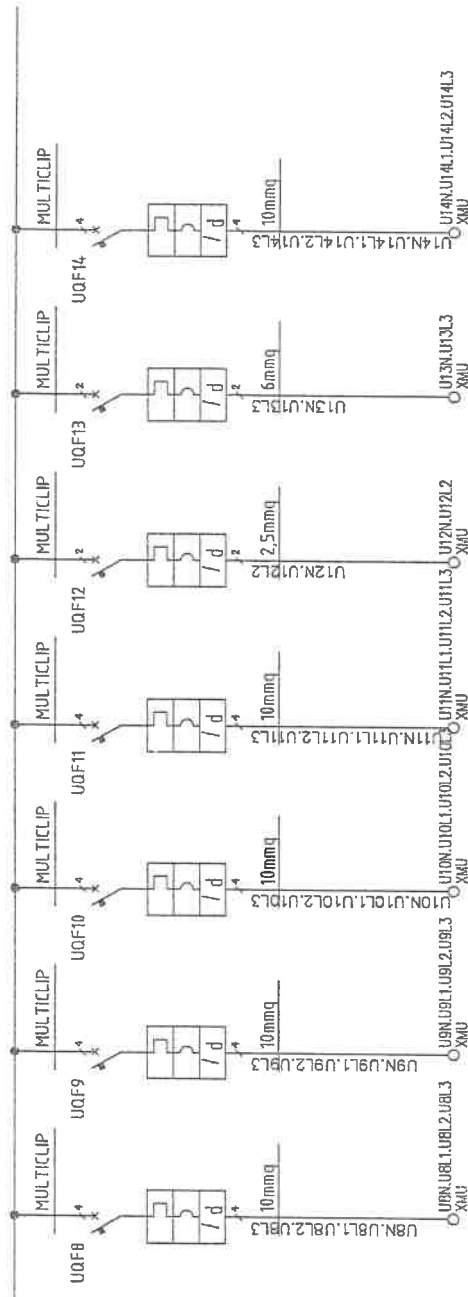 MULTICLIP
4
UQF8
I d
4
10mmq
U8N.U8L1.U8L2.U8L3
U8N.U8L1.U8L2.U8L3
XMU
MULTICLIP
4
UQF9
I d
4
10mmq
U9N.U9L1.U9L2.U9L3
U9N.U9L1.U9L2.U9L3
XMU
MULTICLIP
4
UQF10
I d
4
10mmq
U10N.U10L1.U10L2.U10L3
U10N.U10L1.U10L2.U10L3
XMU
MULTICLIP
4
UQF11
I d
4
10mmq
U11N.U11L1.U11L2.U11L3
U11N.U11L1.U11L2.U11L3
XMU
MULTICLIP
2
UQF12
I d
2
2,5mmq
U12N.U12L2
U12N.U12L2
XMU
MULTICLIP
2
UQF13
I d
2
6mmq
U13N.U13L3
U13N.U13L3
XMU
MULTICLIP
4
UQF14
I d
4
10mmq
U14N.U14L1.U14L2.U14L3
U14N.U14L1.U14L2.U14L3
XMU